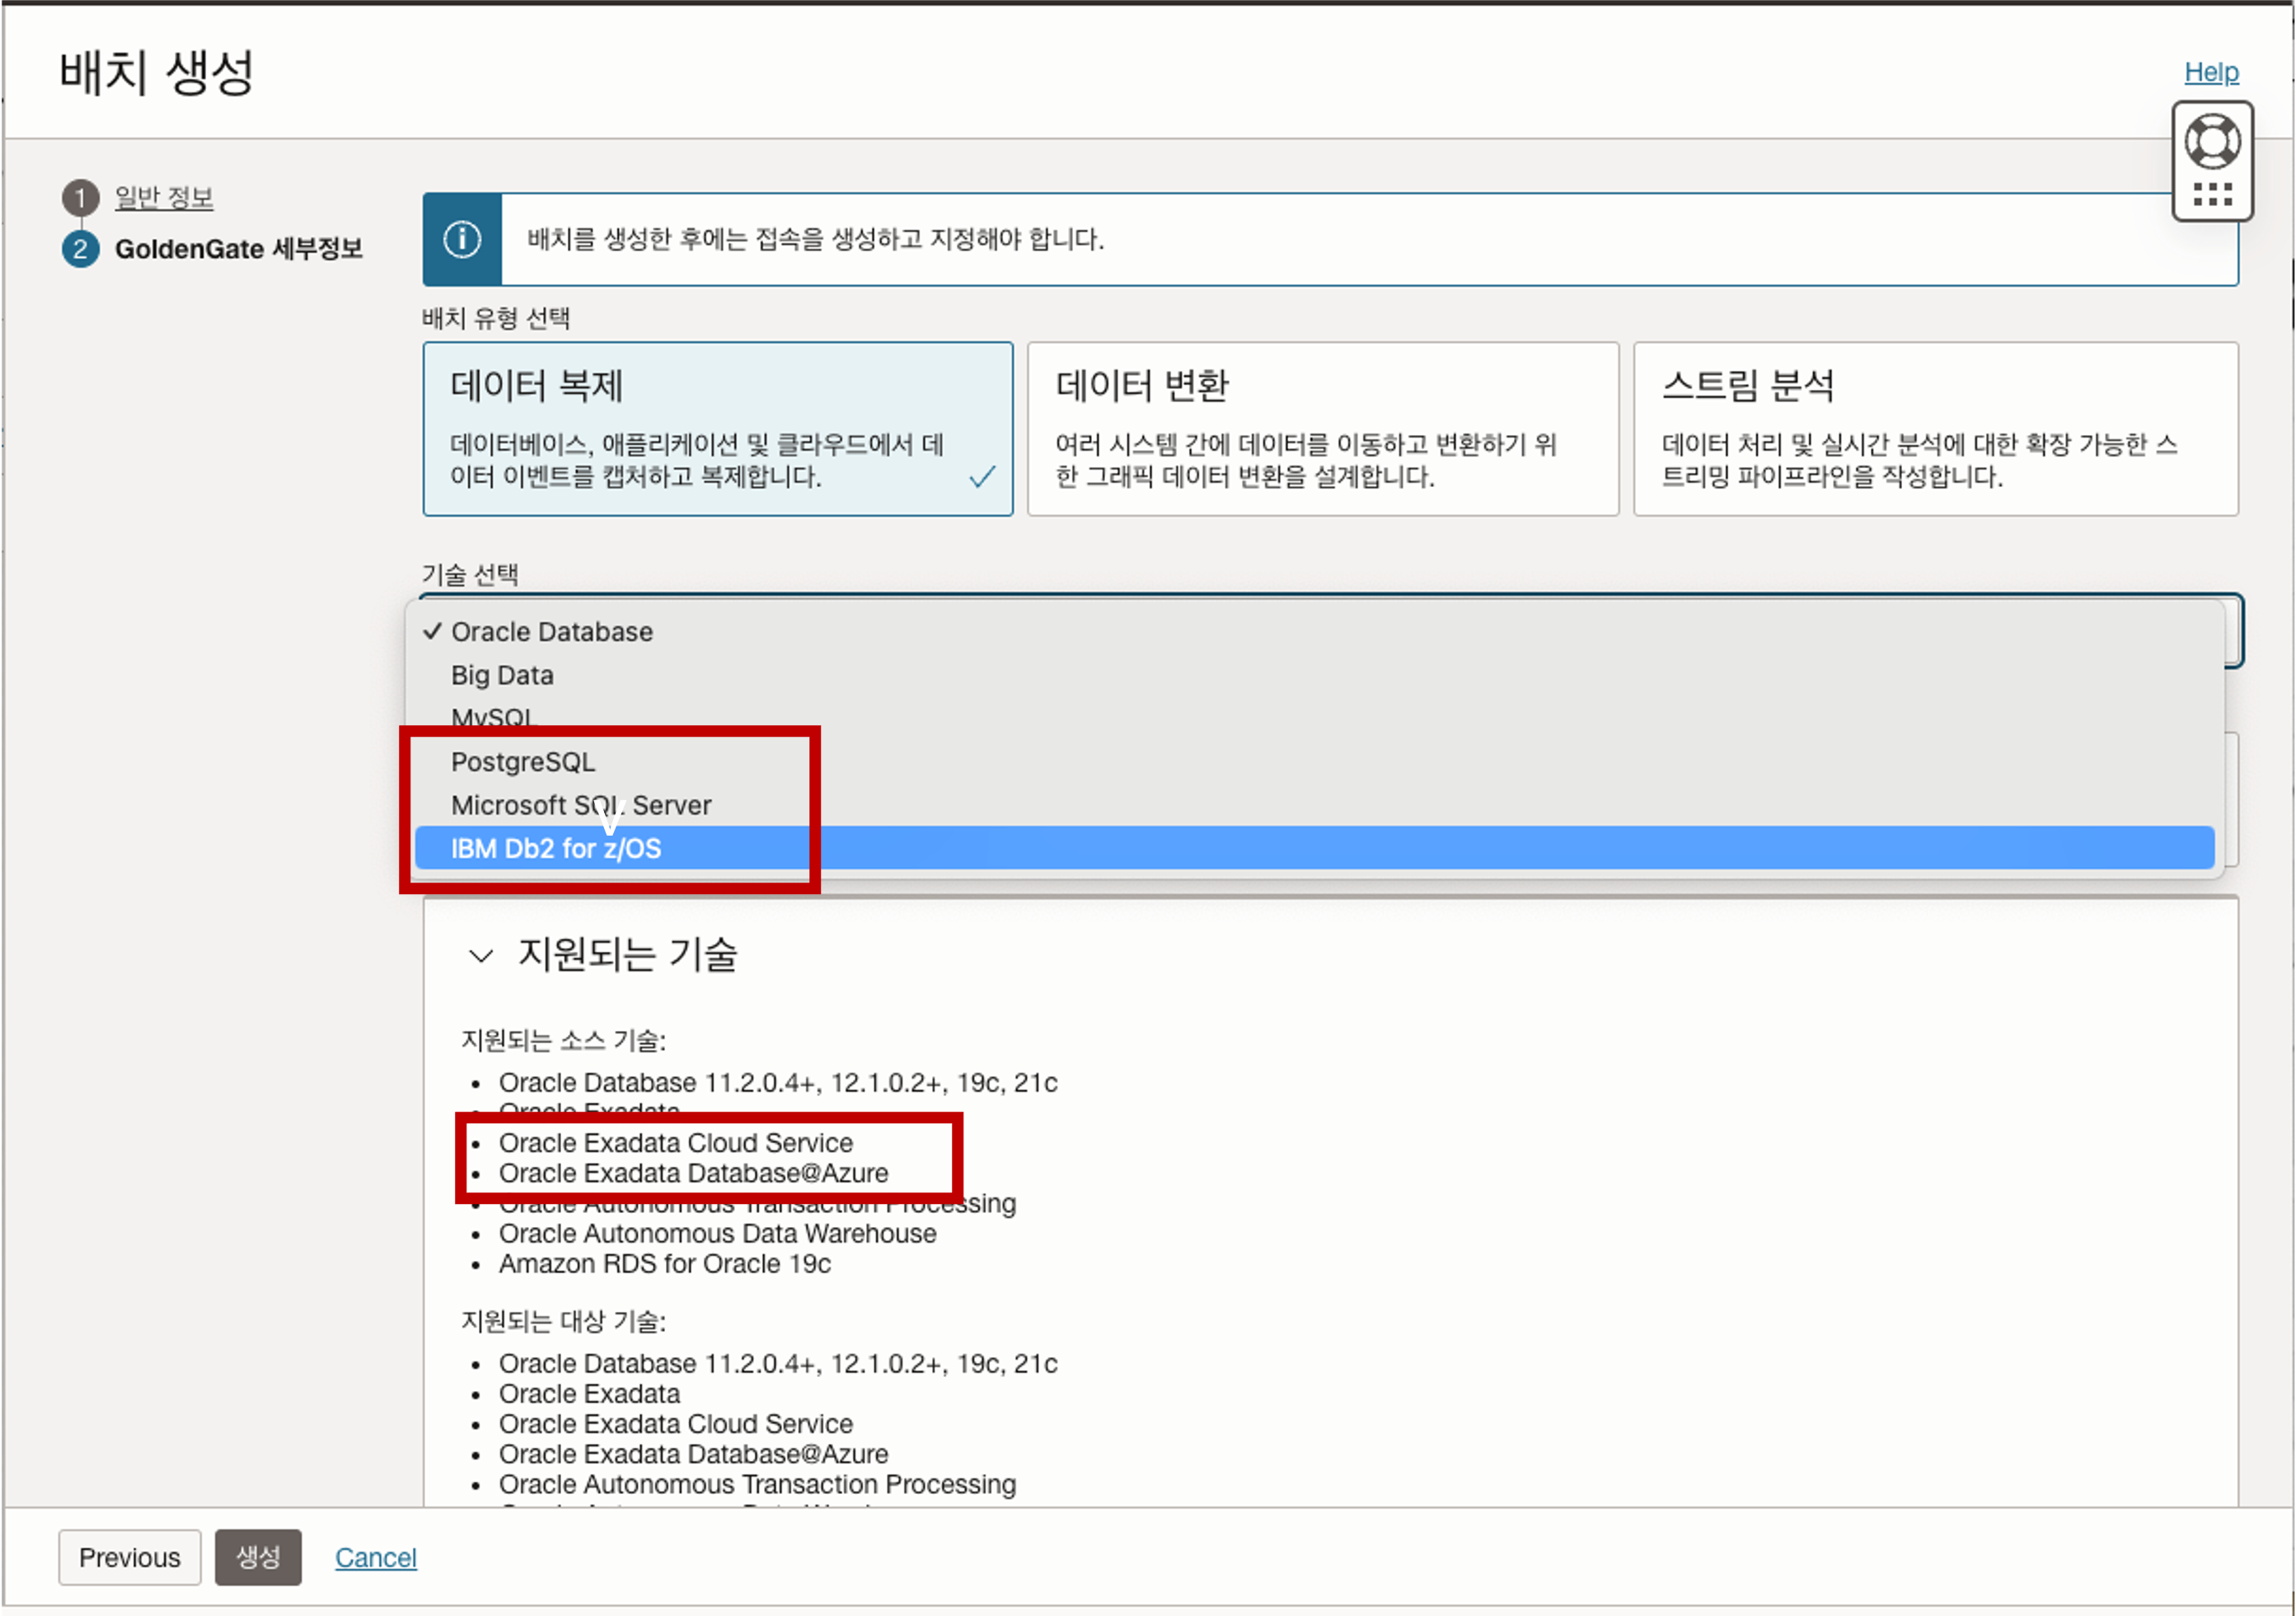 배치 생성
Help
1 일반 정보
2 GoldenGate 세부정보
배치를 생성한 후에는 접속을 생성하고 지정해야 합니다.
배치 유형 선택
데이터 복제
데이터베이스, 애플리케이션 및 클라우드에서 데
이터 이벤트를 캡처하고 복제합니다.
데이터 변환
여러 시스템 간에 데이터를 이동하고 변환하기 위
한 그래픽 데이터 변환을 설계합니다.
스트림 분석
데이터 처리 및 실시간 분석에 대한 확장 가능한 스
트리밍 파이프라인을 작성합니다.
기술 선택
✓ Oracle Database
Big Data
MySQL
PostgreSQL
Microsoft SQL Server
v
IBM Db2 for z/OS
지원되는 기술
지원되는 소스 기술:
• Oracle Database 11.2.0.4+, 12.1.0.2+, 19c, 21c
• Oracle Exadata
• Oracle Exadata Cloud Service
• Oracle Exadata Database@Azure
• Oracle Autonomous Transaction Processing
• Oracle Autonomous Data Warehouse
• Amazon RDS for Oracle 19c
지원되는 대상 기술:
• Oracle Database 11.2.0.4+, 12.1.0.2+, 19c, 21c
• Oracle Exadata
• Oracle Exadata Cloud Service
• Oracle Exadata Database@Azure
• Oracle Autonomous Transaction Processing
Previous
생성
Cancel